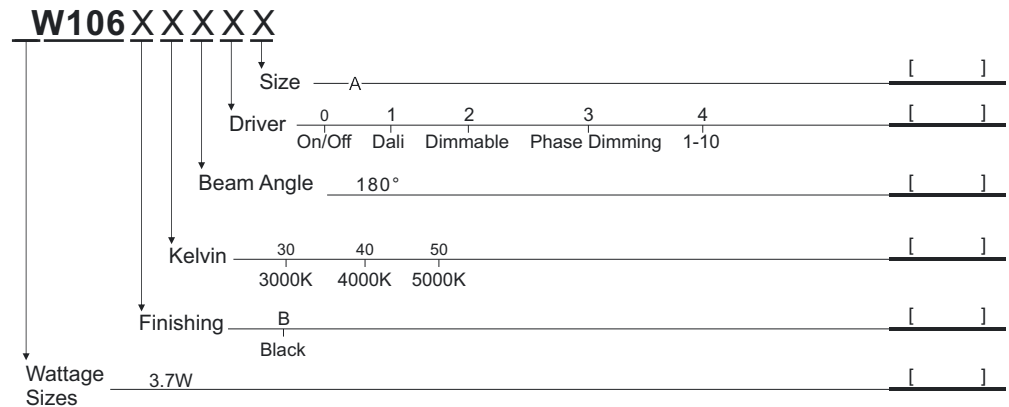 W106 X X X X X
Size A [ ]
0 1 2 3 4
Driver [ ]
On/Off Dali Dimmable Phase Dimming 1-10
Beam Angle 180° [ ]
30 40 50
Kelvin [ ]
3000K 4000K 5000K
B
Finishing [ ]
Black
Wattage 3.7W [ ]
Sizes